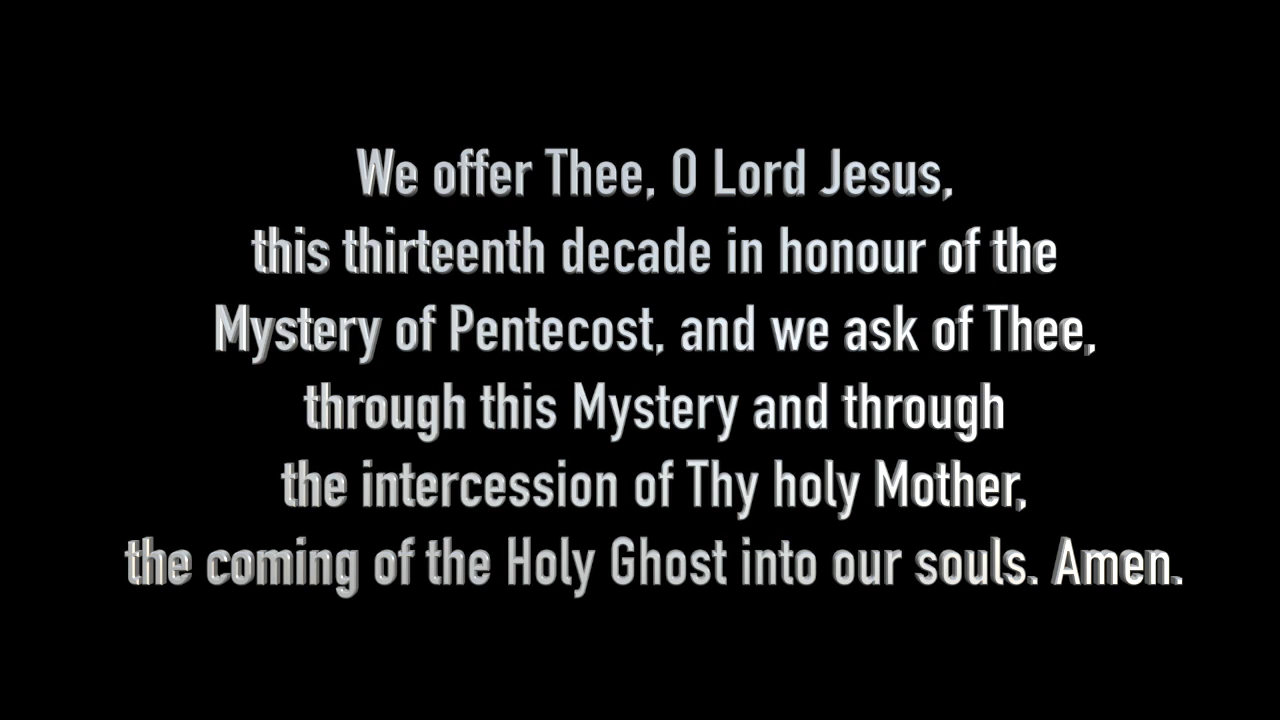 We offer Thee, O Lord Jesus,
this thirteenth decade in honour of the
Mystery of Pentecost, and we ask of Thee,
through this Mystery and through
the intercession of Thy holy Mother,
the coming of the Holy Ghost into our souls. Amen.